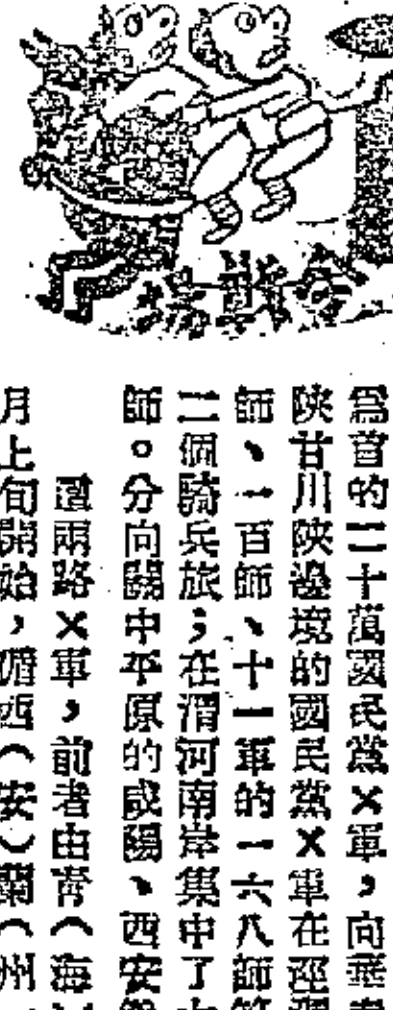 戰場
爲首的二十萬國民黨×軍，向
陝甘川陝邊境的國民黨×軍在涇
師、一百師、十一軍的一六八師
二個騎兵旅；在渭河南岸集中了
師。分向關中平原的咸陽、西安
這兩路×軍，前者由青（海
月上旬開始，循西（安）蘭（州